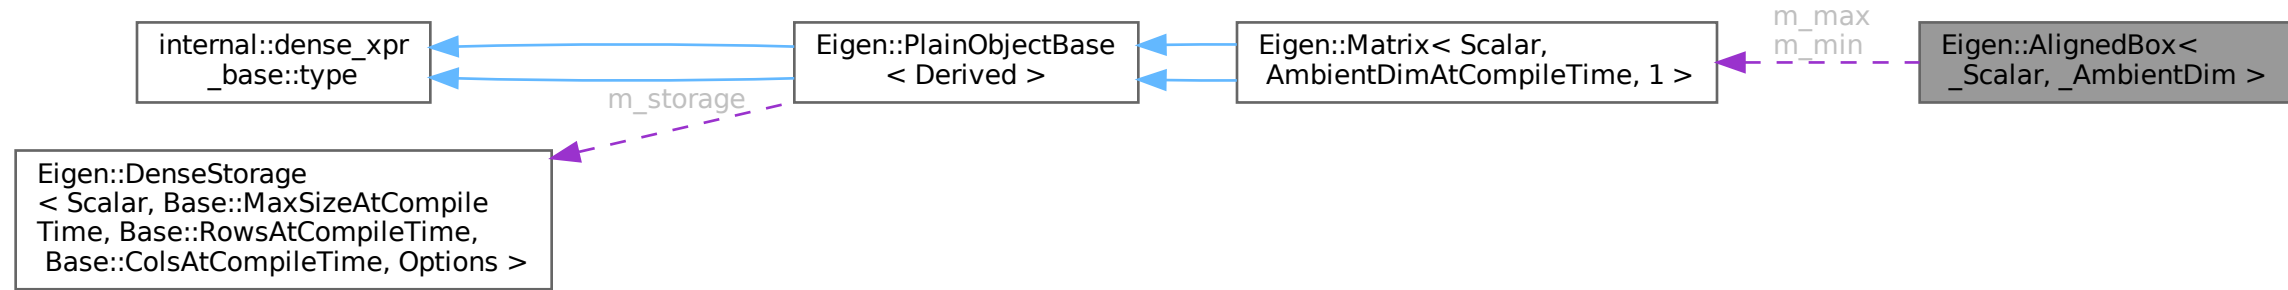 internal::dense_xpr
_base::type
Eigen::PlainObjectBase
< Derived >
Eigen::Matrix< Scalar,
AmbientDimAtCompileTime, 1 >
m_max
m_min
Eigen::AlignedBox<
_Scalar, _AmbientDim >
m_storage
Eigen::DenseStorage
< Scalar, Base::MaxSizeAtCompile
Time, Base::RowsAtCompileTime,
Base::ColsAtCompileTime, Options >